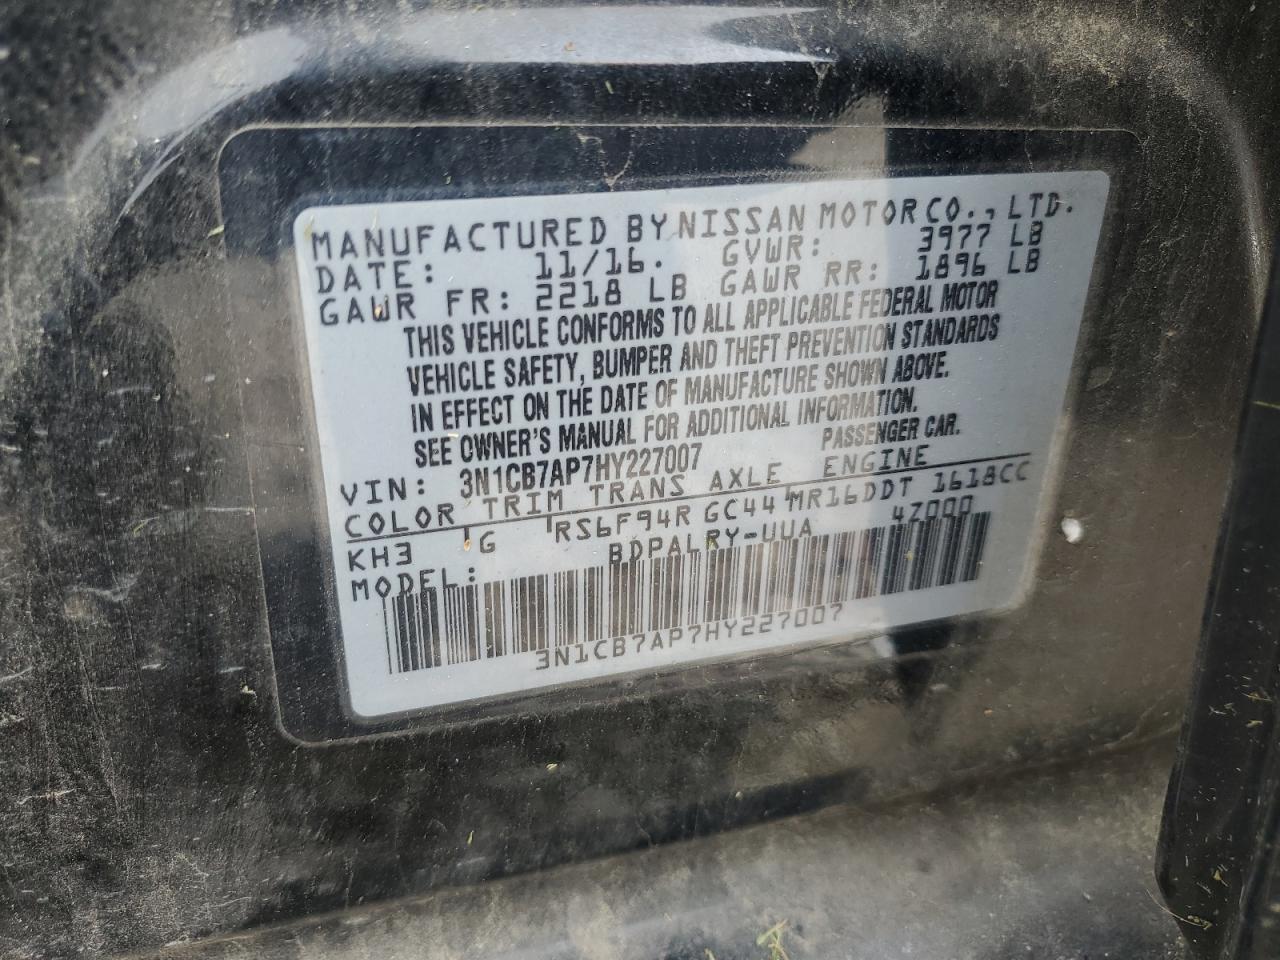 MANUFACTURED BY NISSAN MOTOR CO., LTD.
DATE: 11/16. GVWR: 3977 LB
GAWR FR: 2218 LB GAWR RR: 1896 LB
THIS VEHICLE CONFORMS TO ALL APPLICABLE FEDERAL MOTOR
VEHICLE SAFETY, BUMPER AND THEFT PREVENTION STANDARDS
IN EFFECT ON THE DATE OF MANUFACTURE SHOWN ABOVE.
SEE OWNER'S MANUAL FOR ADDITIONAL INFORMATION.
VIN: 3N1CB7AP7HY227007 PASSENGER CAR.
COLOR TRIM TRANS AXLE ENGINE
KH3 G RS6F94R GC44 MR16DDT 1618CC
MODEL: BDPALRY-UUA 4Z000
3N1CB7AP7HY227007